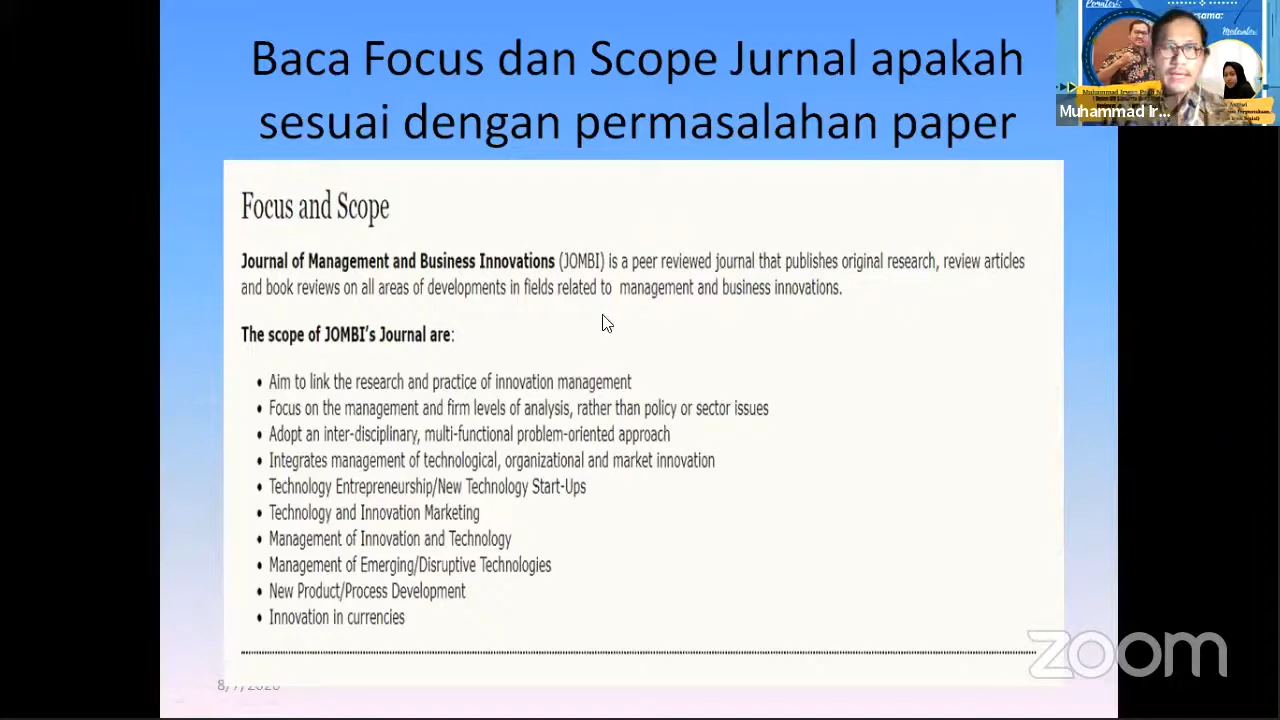 Baca Focus dan Scope Jurnal apakah
sesuai dengan permasalahan paper
Focus and Scope
Journal of Management and Business Innovations (JOMBI) is a peer reviewed journal that publishes original research, review articles
and book reviews on all areas of developments in fields related to management and business innovations.
The scope of JOMBI's Journal are:
• Aim to link the research and practice of innovation management
• Focus on the management and firm levels of analysis, rather than policy or sector issues
• Adopt an inter-disciplinary, multi-functional problem-oriented approach
• Integrates management of technological, organizational and market innovation
• Technology Entrepreneurship/New Technology Start-Ups
• Technology and Innovation Marketing
• Management of Innovation and Technology
• Management of Emerging/Disruptive Technologies
• New Product/Process Development
• Innovation in currencies
Pemateri:
Muhammad Ir...
zoom